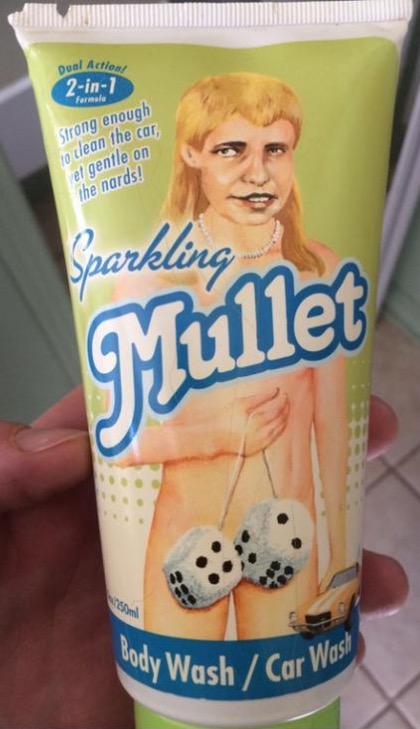 Dual Action!
2-in-1
Formula
Strong enough
to clean the car,
yet gentle on
the nards!
Sparkling
Mullet
/250ml
Body Wash / Car Wash